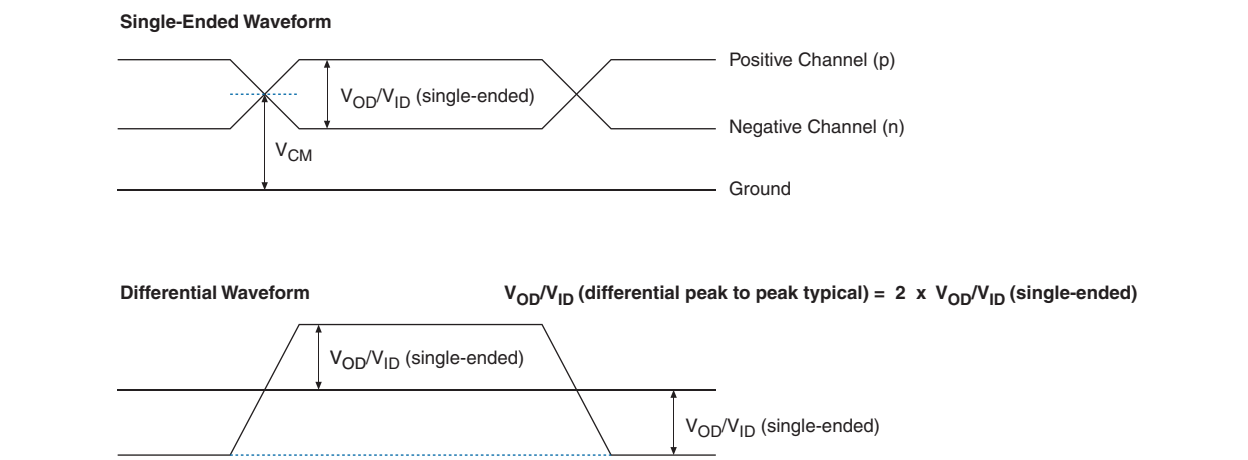 Single-Ended Waveform
Positive Channel (p)
VOD/VID (single-ended)
Negative Channel (n)
VCM
Ground
Differential Waveform
VOD/VID (differential peak to peak typical) = 2 x VOD/VID (single-ended)
VOD/VID (single-ended)
VOD/VID (single-ended)